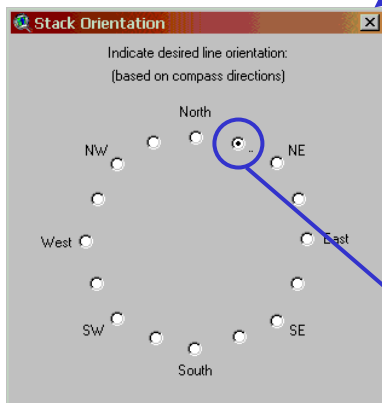 Stack Orientation
Indicate desired line orientation:
(based on compass directions)
North
NW
NE
West
East
SW
SE
South